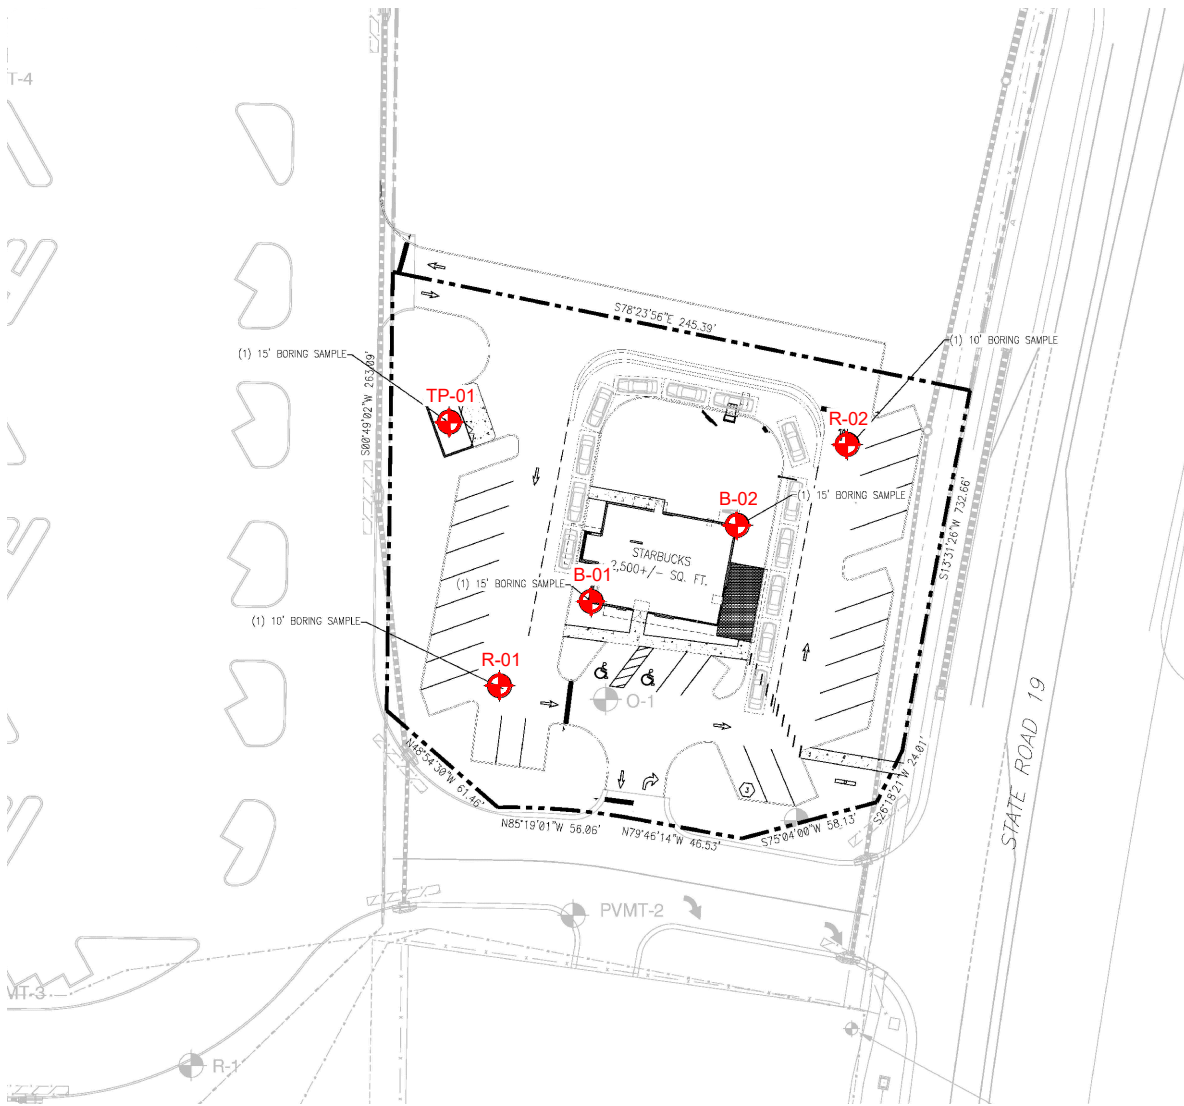 T-4
S78°23'56"E 245.39'
(1) 10' BORING SAMPLE
(1) 15' BORING SAMPLE
S00°49'02"W 263.09'
TP-01
R-02
B-02
(1) 15' BORING SAMPLE
S13°31'26"W 732.66'
STARBUCKS
2,500+/- SQ. FT.
B-01
(1) 15' BORING SAMPLE
(1) 10' BORING SAMPLE
R-01
O-1
STATE ROAD 19
N48°54'30"W 61.46'
3
S26°18'21"W 24.01'
N85°19'01"W 56.06'
N79°46'14"W 46.53'
S75°04'00"W 58.13'
PVMT-2
MT-3
R-1